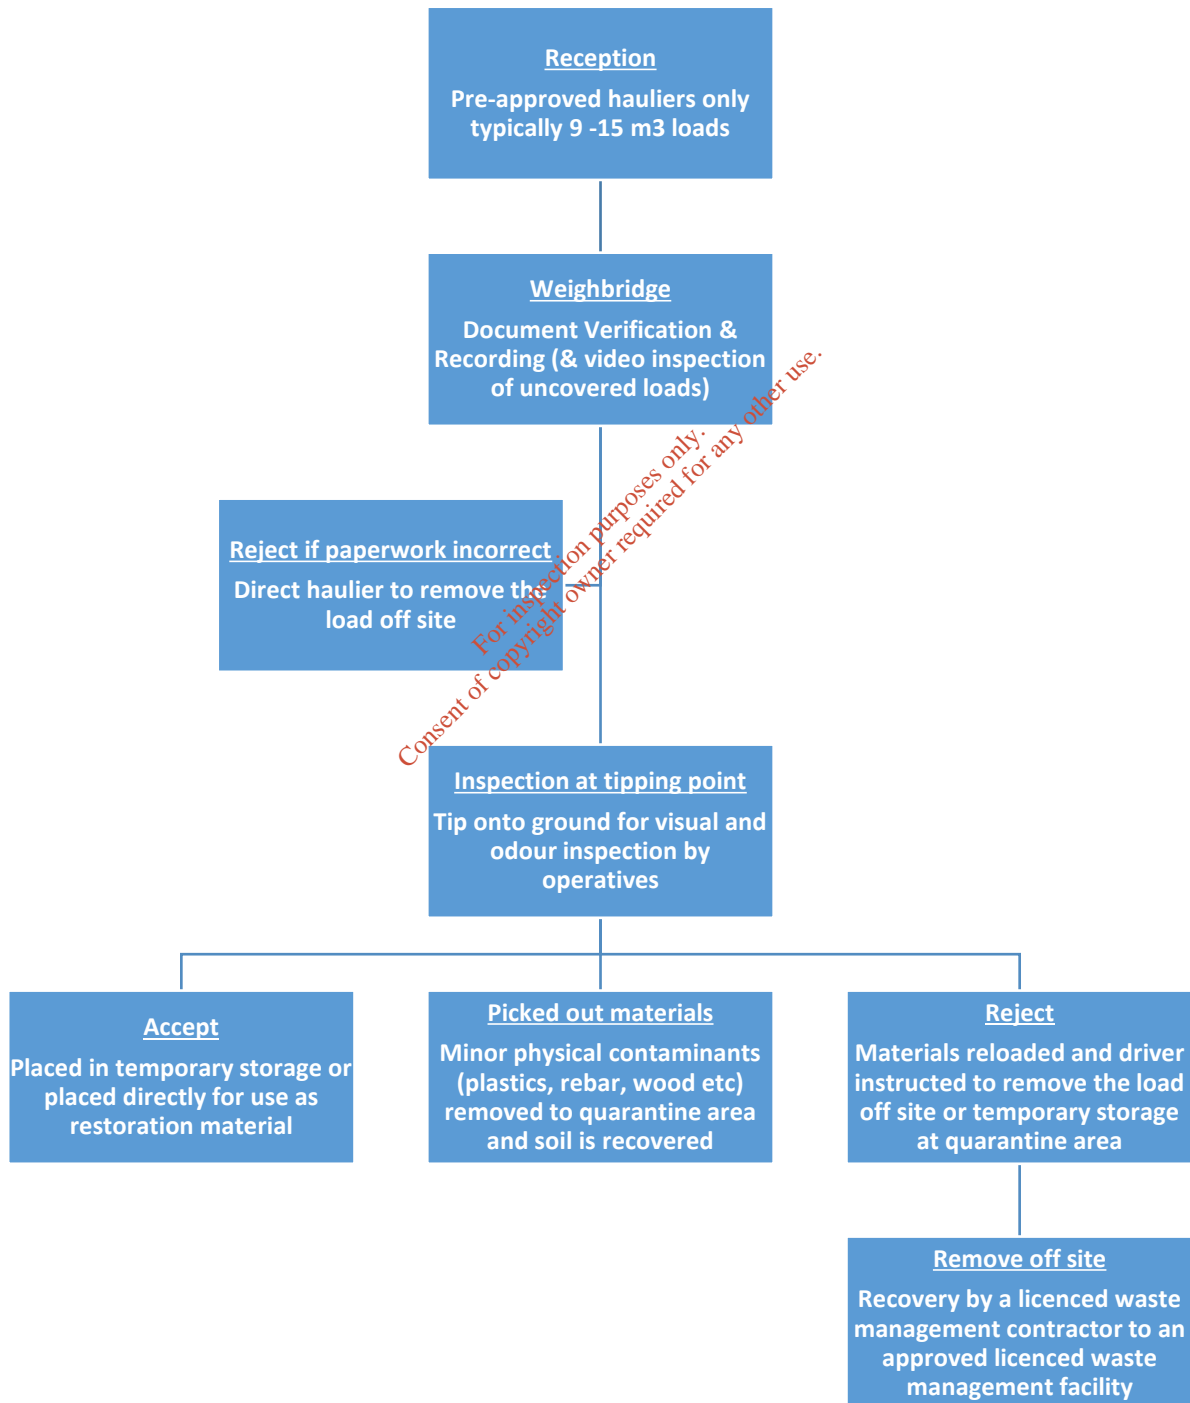 Reception
Pre-approved hauliers only
typically 9 -15 m3 loads
Weighbridge
Document Verification &
Recording (& video inspection
of uncovered loads)
Reject if paperwork incorrect
Direct haulier to remove the
load off site
For inspection purposes only.
Consent of copyright owner required for any other use.
Inspection at tipping point
Tip onto ground for visual and
odour inspection by
operatives
Accept
Placed in temporary storage or
placed directly for use as
restoration material
Picked out materials
Minor physical contaminants
(plastics, rebar, wood etc)
removed to quarantine area
and soil is recovered
Reject
Materials reloaded and driver
instructed to remove the load
off site or temporary storage
at quarantine area
Remove off site
Recovery by a licenced waste
management contractor to an
approved licenced waste
management facility